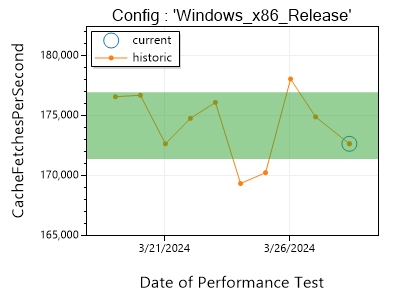 Config : 'Windows_x86_Release'
current
historic
CacheFetchesPerSecond
180,000
175,000
170,000
165,000
3/21/2024
3/26/2024
Date of Performance Test